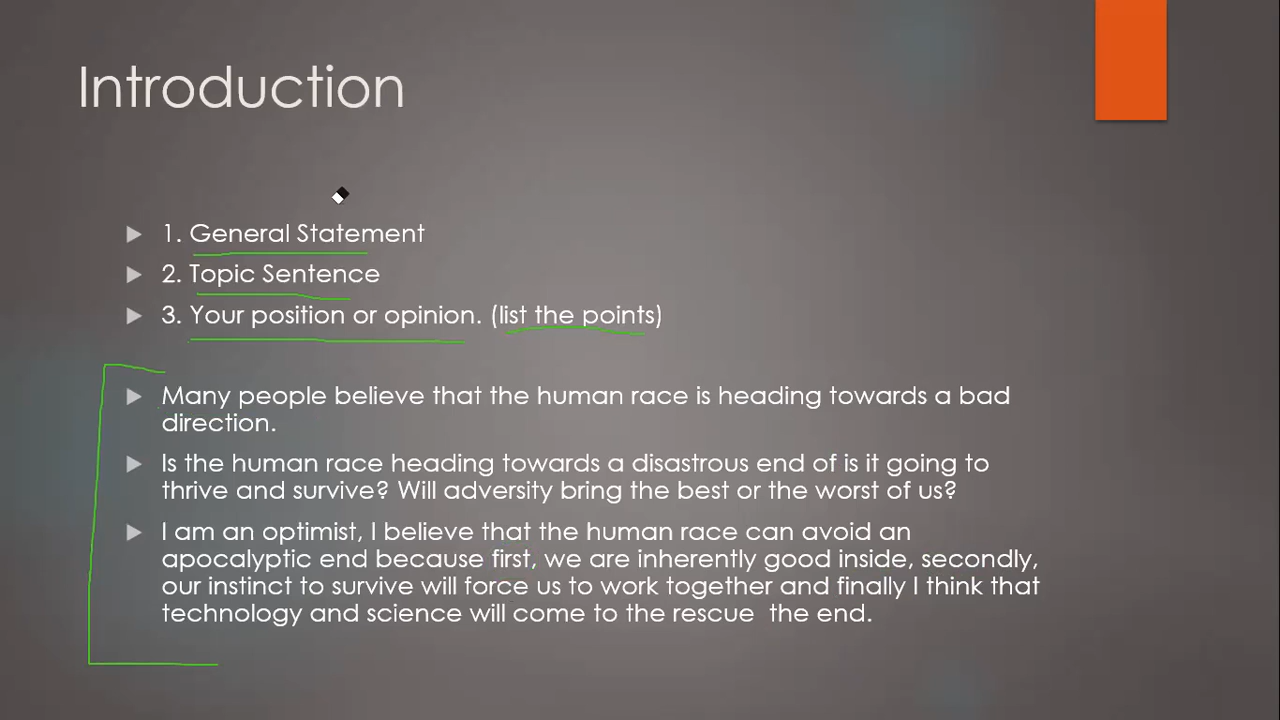 Introduction
1. General Statement
2. Topic Sentence
3. Your position or opinion. (list the points)
Many people believe that the human race is heading towards a bad
direction.
Is the human race heading towards a disastrous end of is it going to
thrive and survive? Will adversity bring the best or the worst of us?
I am an optimist, I believe that the human race can avoid an
apocalyptic end because first, we are inherently good inside, secondly,
our instinct to survive will force us to work together and finally I think that
technology and science will come to the rescue  the end.